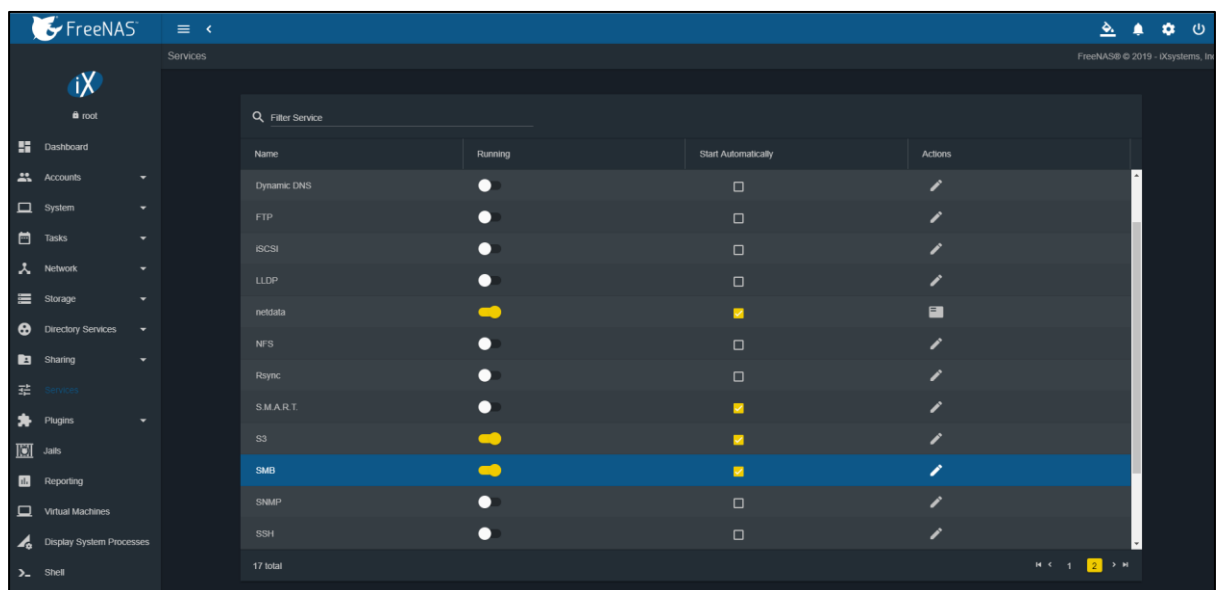 FreeNAS
Services
FreeNAS® © 2019 - iXsystems, Inc
iX
root
Filter Service
Dashboard
Name Running Start Automatically Actions
Accounts
Dynamic DNS
System
FTP
Tasks
iSCSI
Network
LLDP
Storage
netdata
Directory Services
NFS
Sharing
Rsync
Services
S.M.A.R.T.
Plugins
S3
Jails
SMB
Reporting
SNMP
Virtual Machines
SSH
Display System Processes
17 total 1 2
Shell